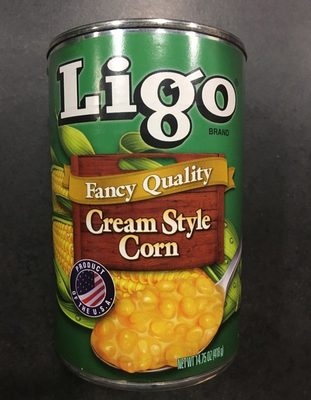 Ligo
BRAND
Fancy Quality
Cream Style
Corn
PRODUCT
OF THE U.S.A.
NET WT 14.75 OZ (418 g)